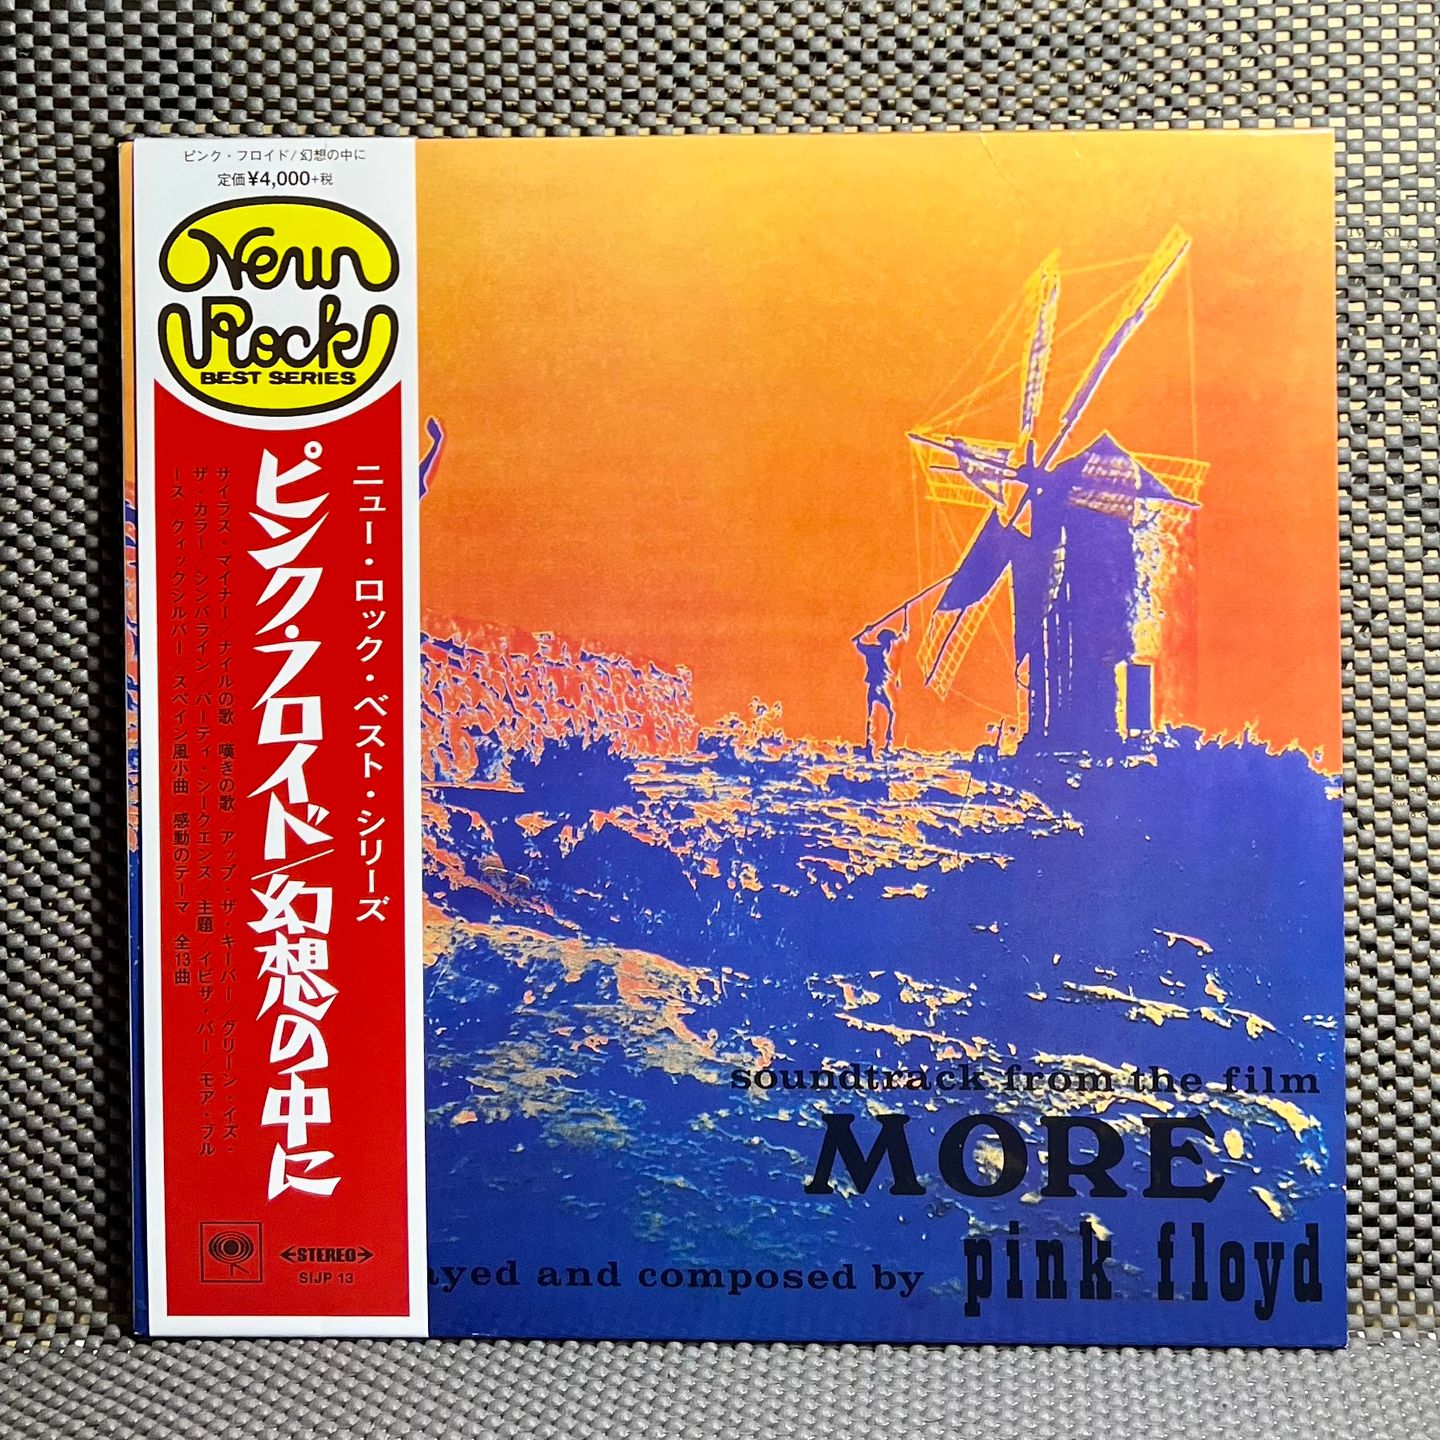 ピンク・フロイド/幻想の中に
定価¥4,000+税
New
Rock
BEST SERIES
ニュー・ロック・ベスト・シリーズ
ピンク・フロイド/幻想の中に
サイラス・マイナー ナイルの歌 嘆きの歌 アップ・ザ・キーバー グリーン・イズ・
ザ・カラー シンバライン/パーティ・シークエンス/主題/イビザ・バー/モア・ブル
ース/クィックシルバー/スペイン風小曲/感動のテーマ 全13曲
STEREO
SIJP 13
soundtrack from the film
MORE
ayed and composed by pink floyd